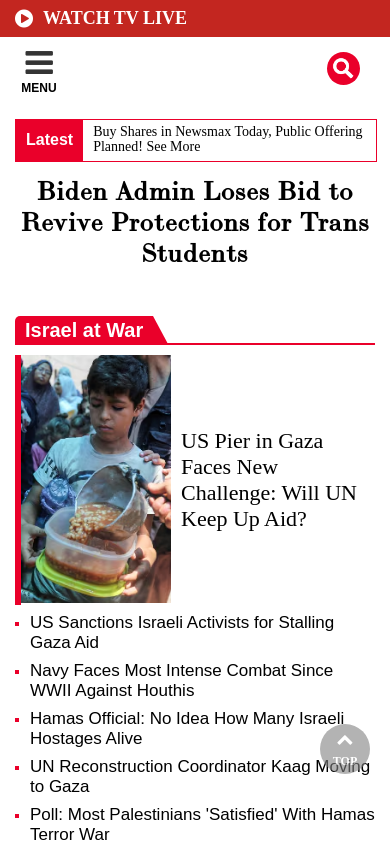 WATCH TV LIVE
MENU
Latest
Buy Shares in Newsmax Today, Public Offering
Planned! See More
Biden Admin Loses Bid to
Revive Protections for Trans
Students
Israel at War
US Pier in Gaza
Faces New
Challenge: Will UN
Keep Up Aid?
US Sanctions Israeli Activists for Stalling
Gaza Aid
Navy Faces Most Intense Combat Since
WWII Against Houthis
Hamas Official: No Idea How Many Israeli
Hostages Alive
TOP
UN Reconstruction Coordinator Kaag Moving
to Gaza
Poll: Most Palestinians 'Satisfied' With Hamas
Terror War